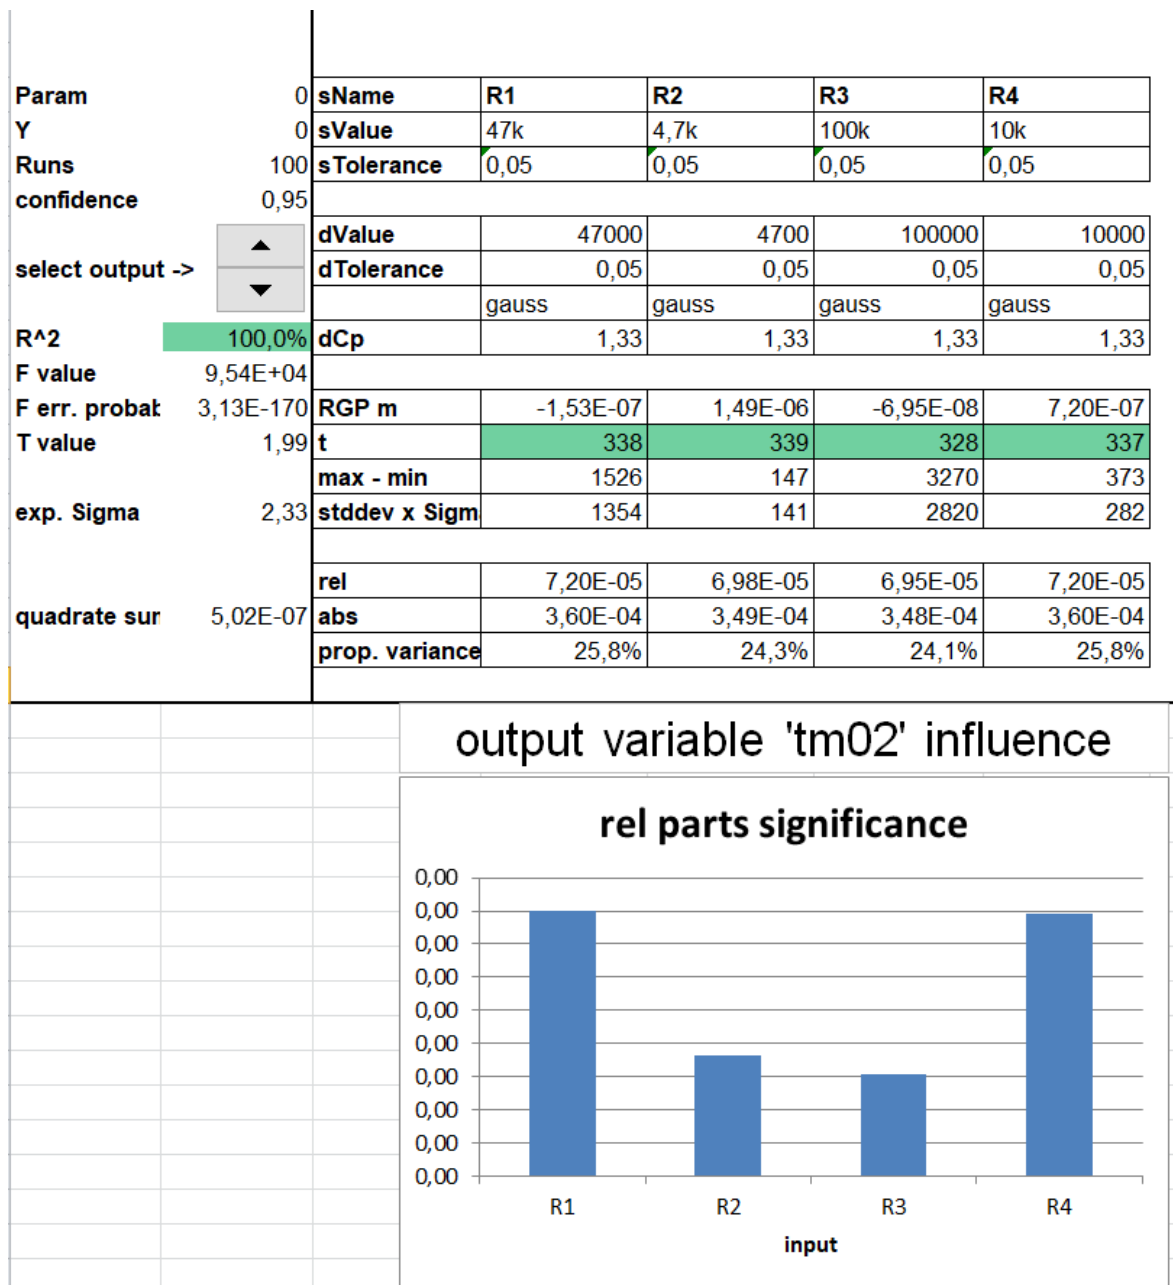 Param 0 sName R1 R2 R3 R4
Y 0 sValue 47k 4,7k 100k 10k
Runs 100 sTolerance 0,05 0,05 0,05 0,05
confidence 0,95
dValue 47000 4700 100000 10000
select output -> dTolerance 0,05 0,05 0,05 0,05
gauss gauss gauss gauss
R^2 100,0% dCp 1,33 1,33 1,33 1,33
F value 9,54E+04
F err. probak 3,13E-170 RGP m -1,53E-07 1,49E-06 -6,95E-08 7,20E-07
T value 1,99 t 338 339 328 337
max - min 1526 147 3270 373
exp. Sigma 2,33 stddev x Sigm 1354 141 2820 282
rel 7,20E-05 6,98E-05 6,95E-05 7,20E-05
quadrate sur 5,02E-07 abs 3,60E-04 3,49E-04 3,48E-04 3,60E-04
prop. variance 25,8% 24,3% 24,1% 25,8%
output variable 'tm02' influence
rel parts significance
0,00
0,00
0,00
0,00
0,00
0,00
0,00
0,00
0,00
0,00
R1 R2 R3 R4
input